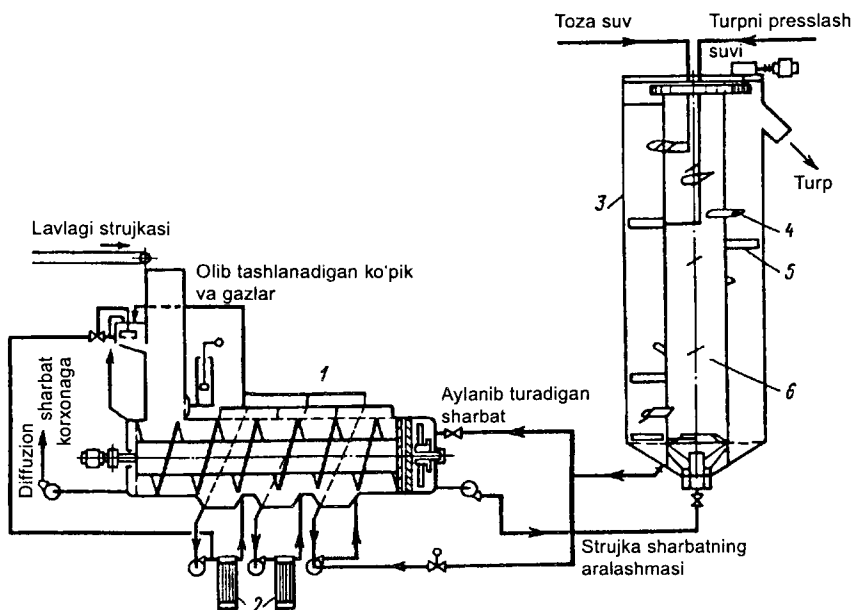 Toza suv
Turpni presslash
suvi
Turp
3
4
5
6
Lavlagi strujkasi
Olib tashlanadigan ko'pik
va gazlar
1
Aylanib turadigan
sharbat
Diffuzion sharbat
korxonaga
Strujka sharbatning
aralashmasi
2